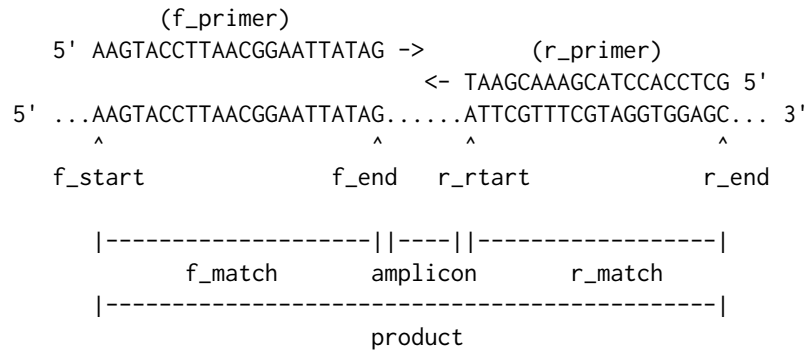 (f_primer)
5' AAGTACCTTAACGGAATTATAG -> (r_primer)
<- TAAGCAAAGCATCCACCTCG 5'
5' ...AAGTACCTTAACGGAATTATAG......ATTCGTTTCGTAGGTGGAGC... 3'
^ ^ ^ ^
f_start f_end r_rtart r_end
|--------------------||----||------------------|
f_match amplicon r_match
|----------------------------------------------|
product